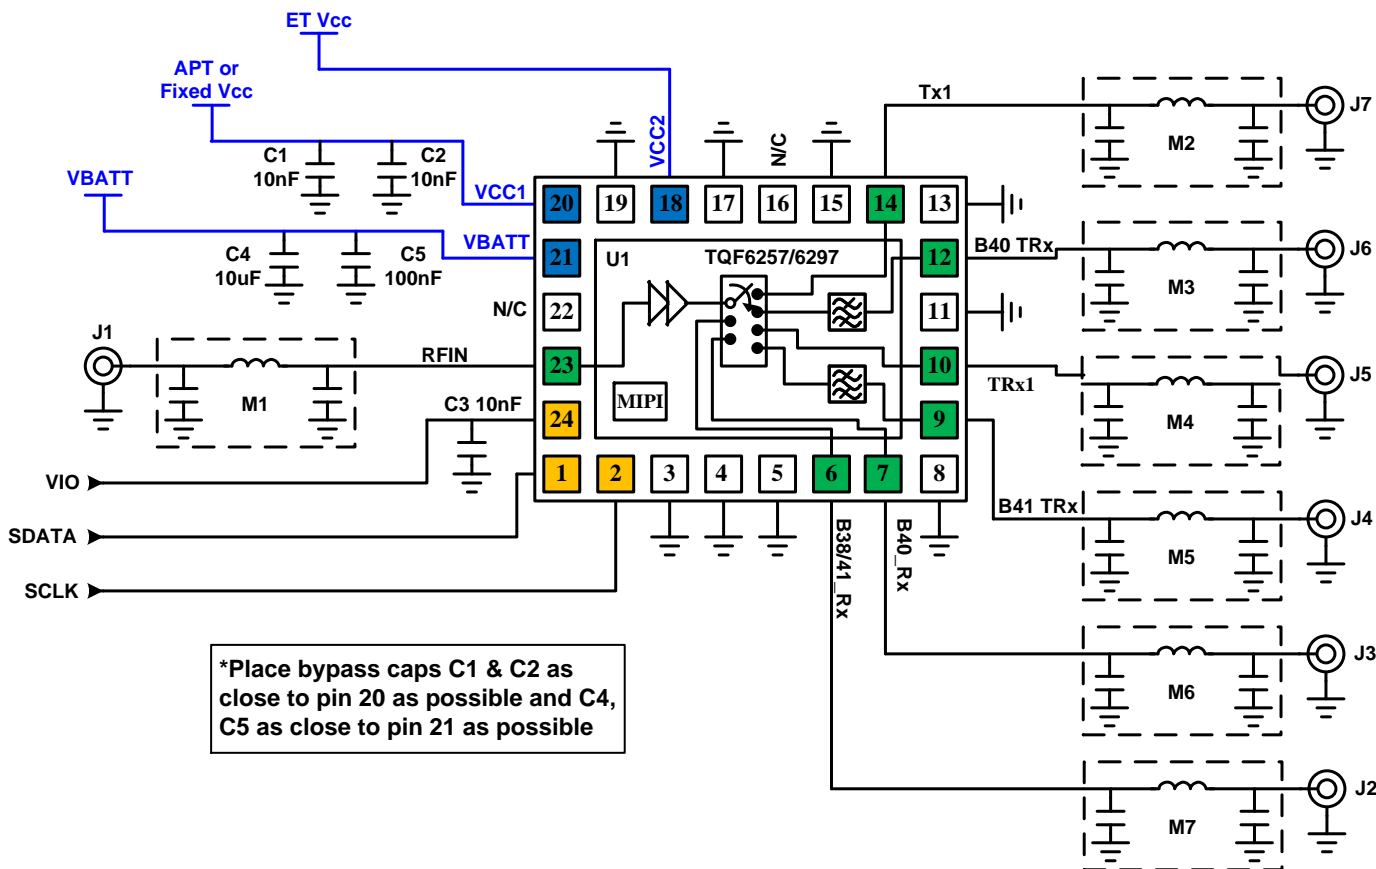 ET Vcc
APT or
Fixed Vcc
VBATT
C1
10nF
C2
10nF
VCC1
VCC2
N/C
Tx1
M2
J7
C4
10uF
C5
100nF
VBATT
20
19
18
17
16
15
14
13
21
U1
TQF6257/6297
12
B40 TRx
M3
J6
N/C
22
11
J1
M1
RFIN
23
10
TRx1
M4
J5
C3 10nF
24
MIPI
9
B41 TRx
M5
J4
VIO
1
2
3
4
5
6
7
8
SDATA
SCLK
B38/41_Rx
B40_Rx
M6
J3
M7
J2
*Place bypass caps C1 & C2 as
close to pin 20 as possible and C4,
C5 as close to pin 21 as possible